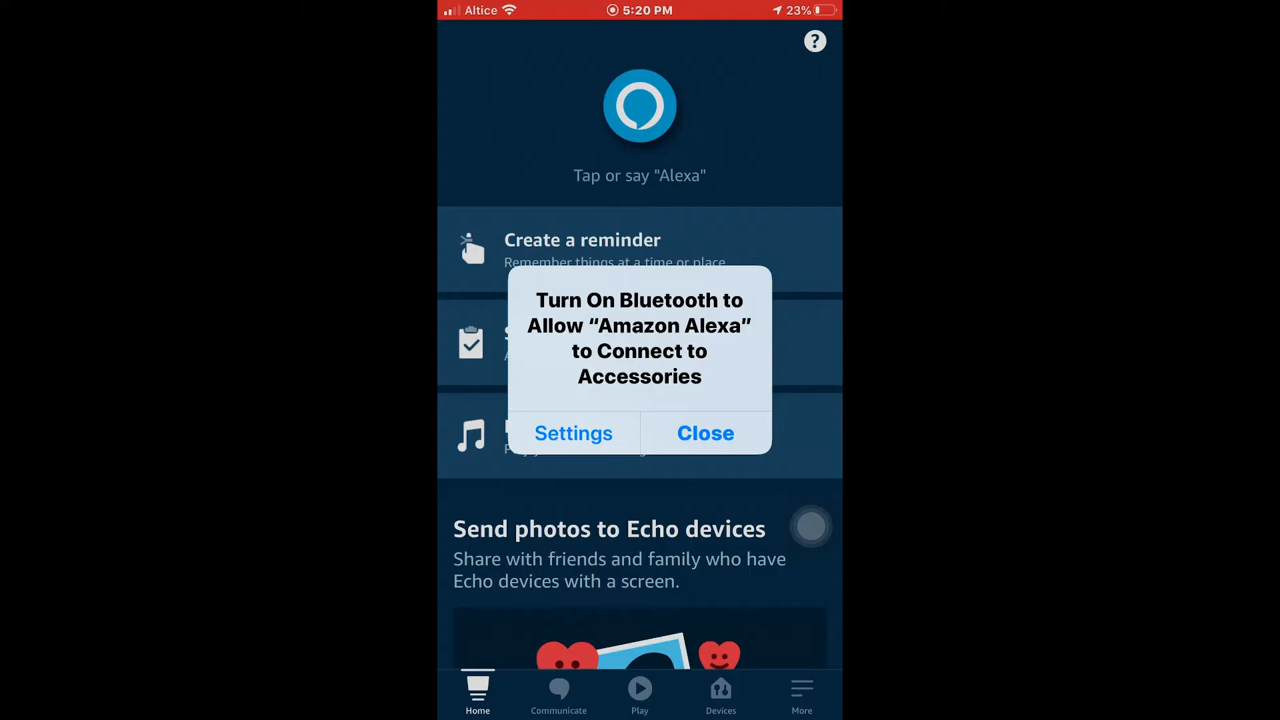 Altice 5:20 PM 23%
?
Tap or say "Alexa"
Create a reminder
Remember things at a time or place
Turn On Bluetooth to
Allow “Amazon Alexa”
to Connect to
Accessories
Settings Close
Send photos to Echo devices
Share with friends and family who have
Echo devices with a screen.
Home Communicate Play Devices More